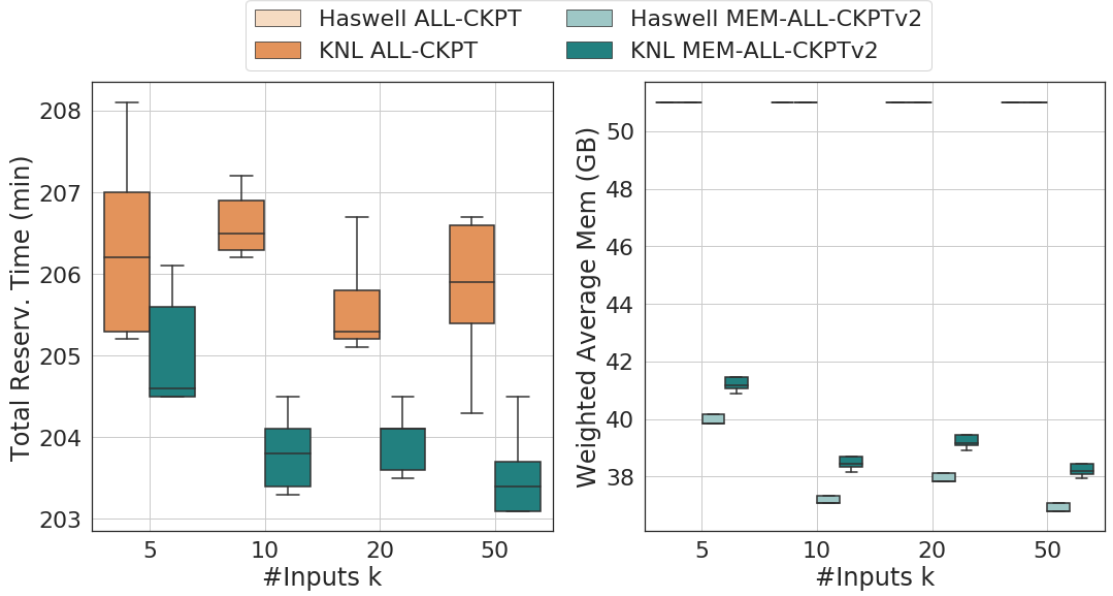 Haswell ALL-CKPT
KNL ALL-CKPT
Haswell MEM-ALL-CKPTv2
KNL MEM-ALL-CKPTv2
Total Reserv. Time (min)
208
207
206
205
204
203
5 10 20 50
#Inputs k
Weighted Average Mem (GB)
50
48
46
44
42
40
38
5 10 20 50
#Inputs k